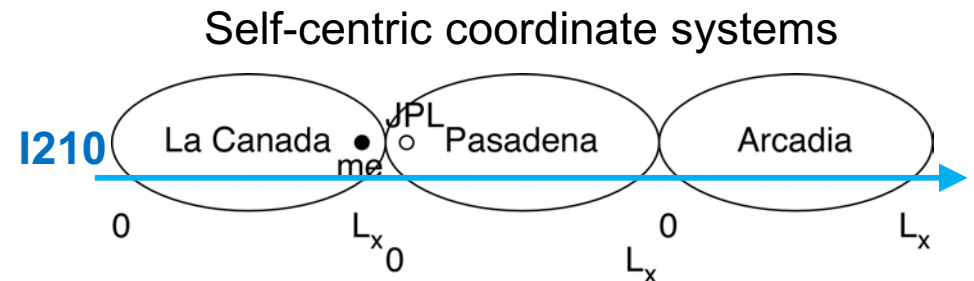 Self-centric coordinate systems
JPL
I210 La Canada Pasadena Arcadia
me
0 Lx 0 Lx
0 Lx